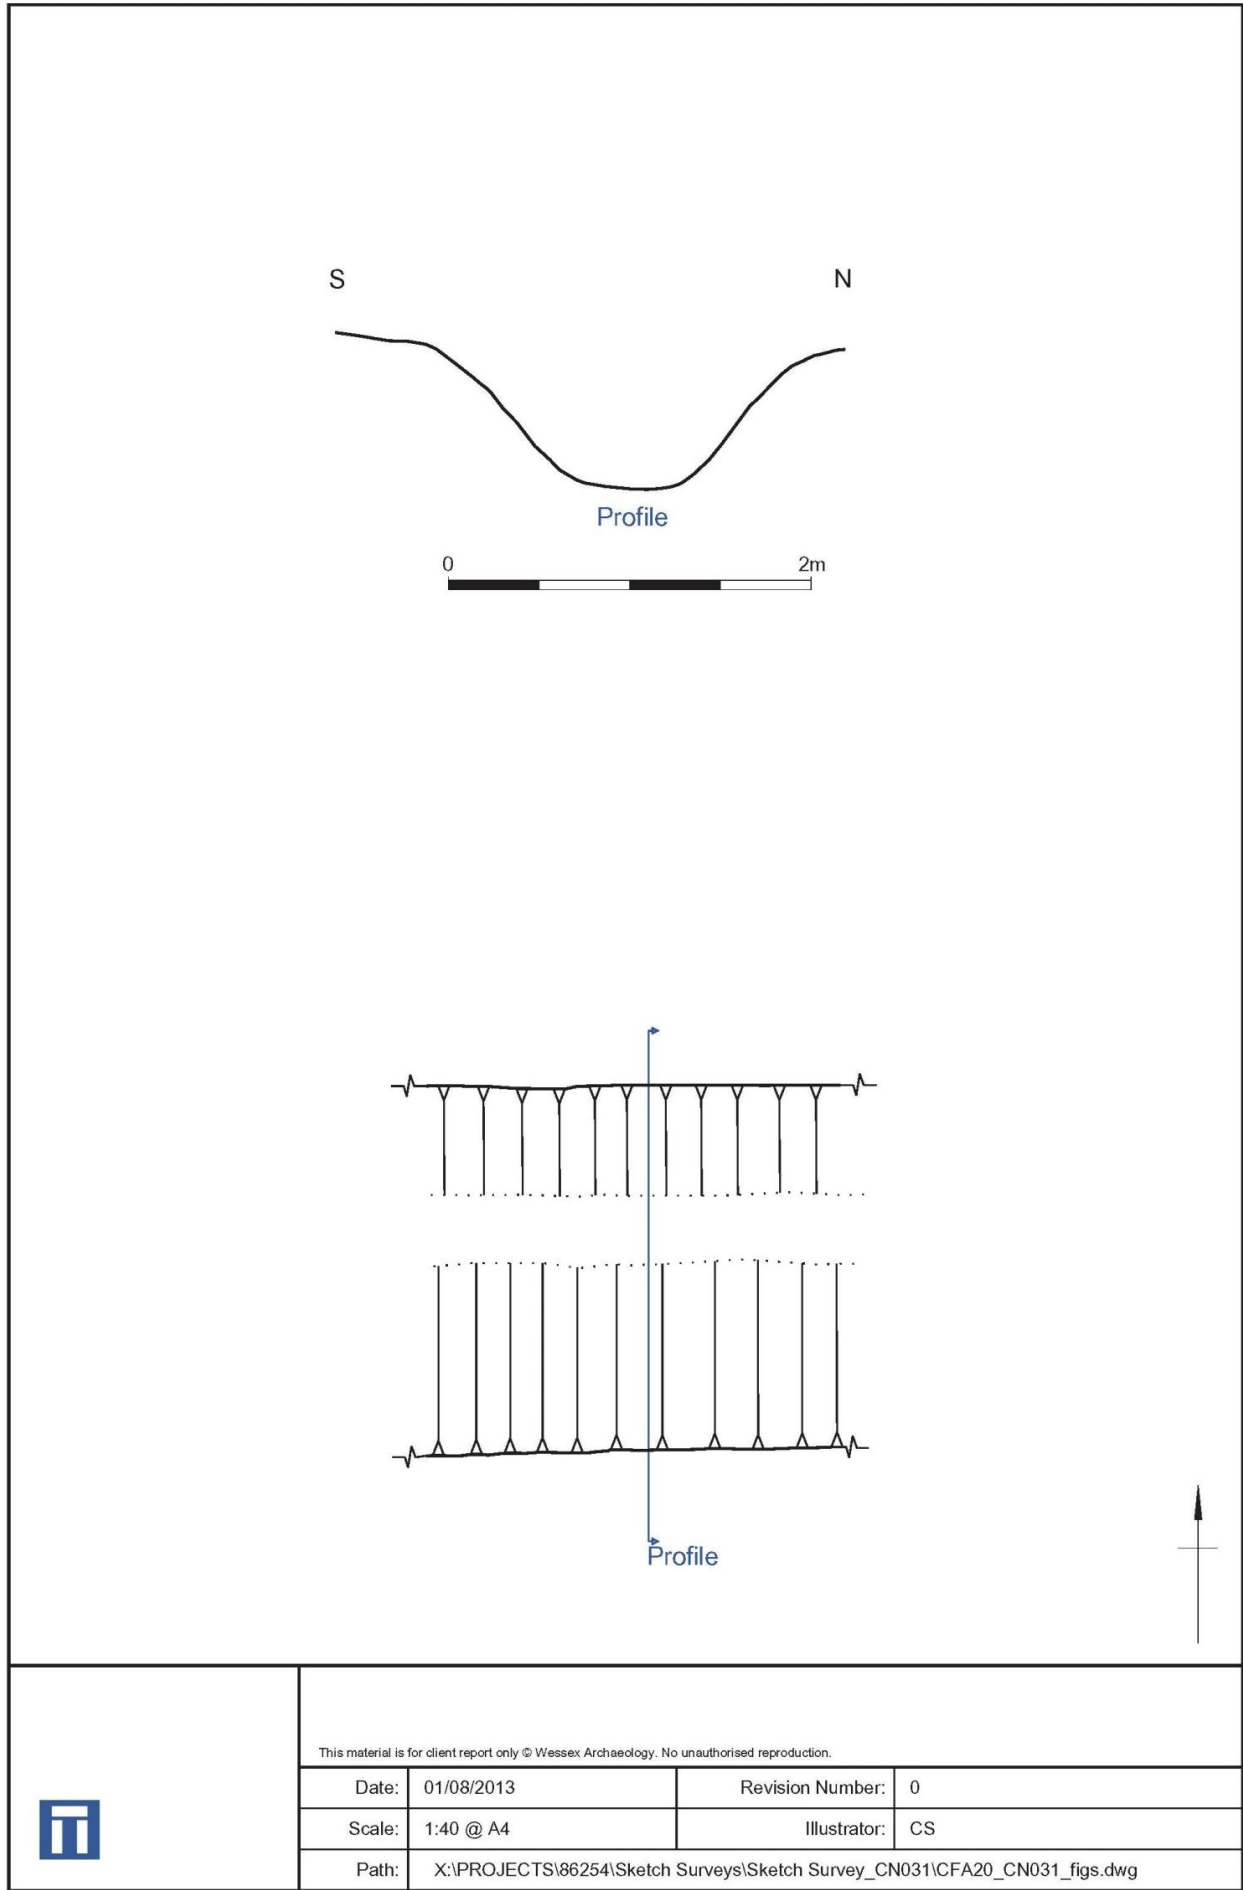 S N
Profile
0 2m
Profile
This material is for client report only © Wessex Archaeology. No unauthorised reproduction.
Date: 01/08/2013 Revision Number: 0
Scale: 1:40 @ A4 Illustrator: CS
Path: X:\PROJECTS\86254\Sketch Surveys\Sketch Survey_CN031\CFA20_CN031_figs.dwg